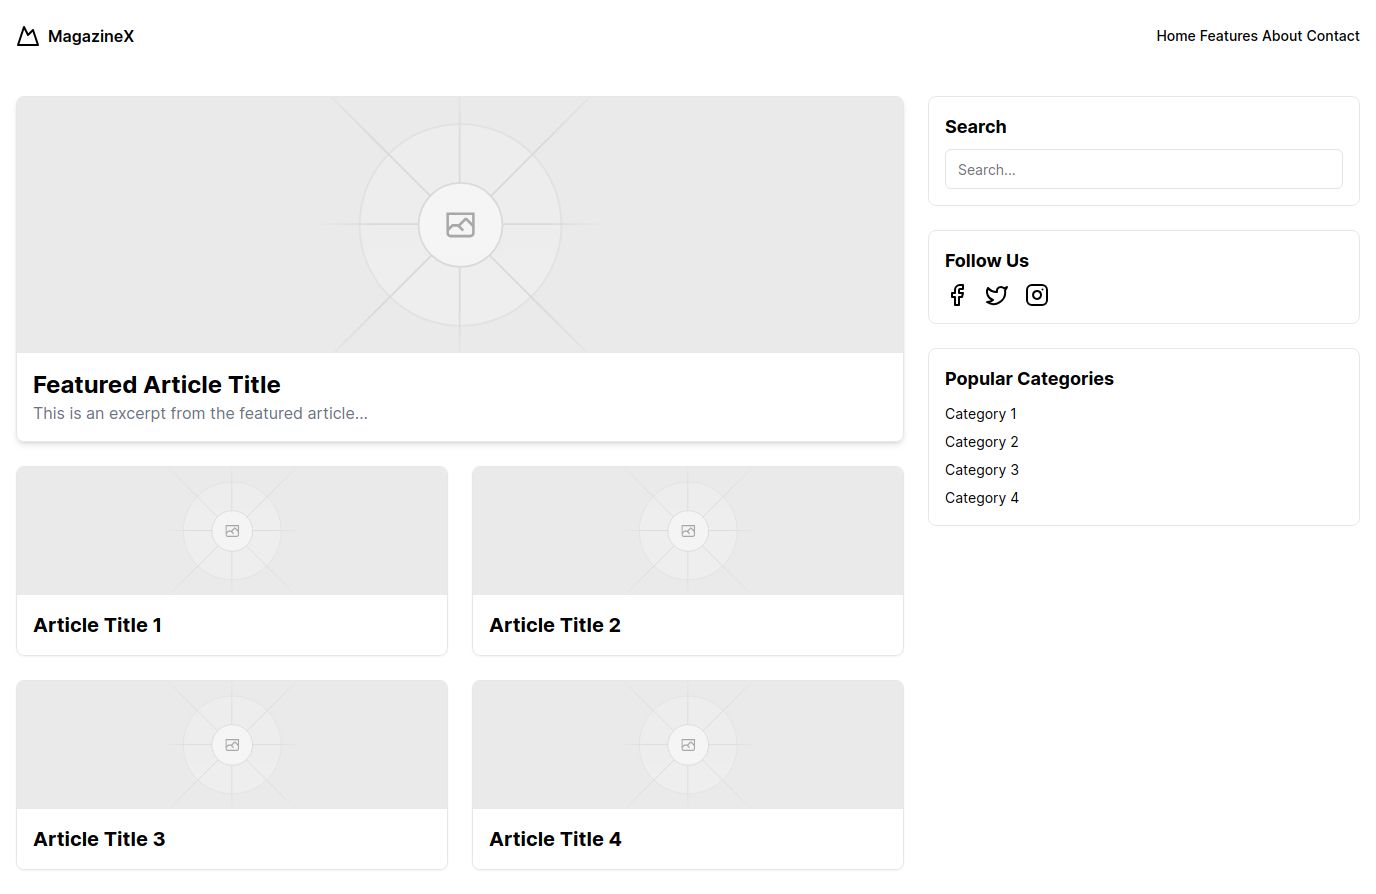 MagazineX
Home Features About Contact
Featured Article Title
This is an excerpt from the featured article...
Article Title 1
Article Title 2
Article Title 3
Article Title 4
Search
Search...
Follow Us
Popular Categories
Category 1
Category 2
Category 3
Category 4